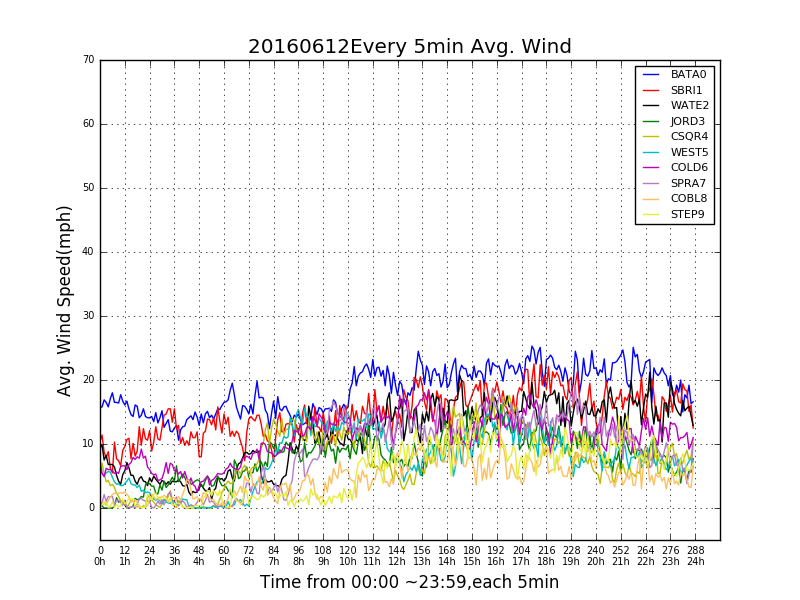 20160612Every 5min Avg. Wind
70
60
50
40
30
20
10
0
Avg. Wind Speed(mph)
BATA0
SBRI1
WATE2
JORD3
CSQR4
WEST5
COLD6
SPRA7
COBL8
STEP9
0 12 24 36 48 60 72 84 96 108 120 132 144 156 168 180 192 204 216 228 240 252 264 276 288
0h 1h 2h 3h 4h 5h 6h 7h 8h 9h 10h 11h 12h 13h 14h 15h 16h 17h 18h 19h 20h 21h 22h 23h 24h
Time from 00:00 ~23:59,each 5min